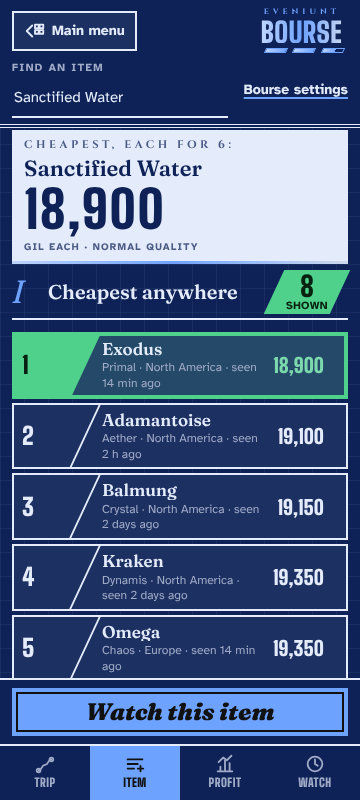 Main menu
EVENIUNT
BOURSE
FIND AN ITEM
Sanctified Water
Bourse settings
CHEAPEST, EACH FOR 6:
Sanctified Water
18,900
GIL EACH · NORMAL QUALITY
I
Cheapest anywhere
8
SHOWN
1
Exodus
Primal · North America · seen
14 min ago
18,900
2
Adamantoise
Aether · North America · seen
2 h ago
19,100
3
Balmung
Crystal · North America · seen
2 days ago
19,150
4
Kraken
Dynamis · North America ·
seen 2 days ago
19,350
5
Omega
Chaos · Europe · seen 14 min
ago
19,350
Watch this item
TRIP
ITEM
PROFIT
WATCH